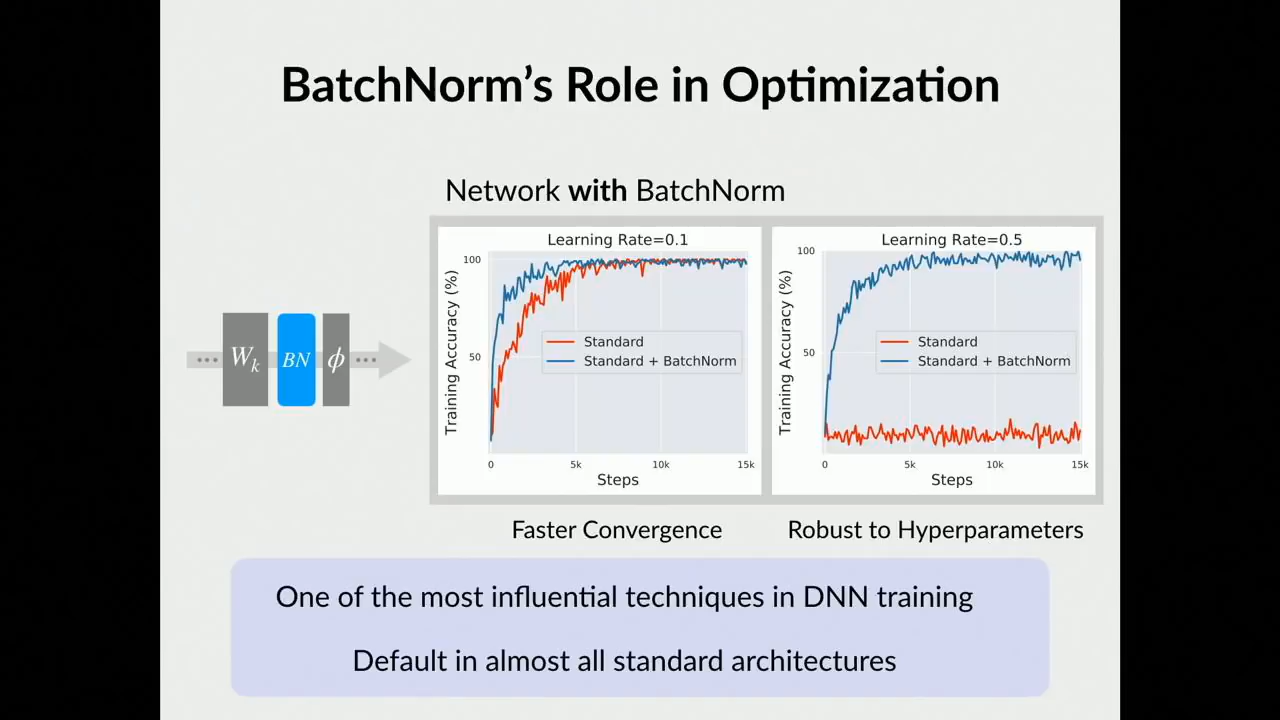 BatchNorm’s Role in Optimization
Network with BatchNorm
... Wk BN ϕ ...
Learning Rate=0.1
Training Accuracy (%)
100
50
Standard
Standard + BatchNorm
0 5k 10k 15k
Steps
Learning Rate=0.5
Training Accuracy (%)
100
50
Standard
Standard + BatchNorm
0 5k 10k 15k
Steps
Faster Convergence
Robust to Hyperparameters
One of the most influential techniques in DNN training
Default in almost all standard architectures